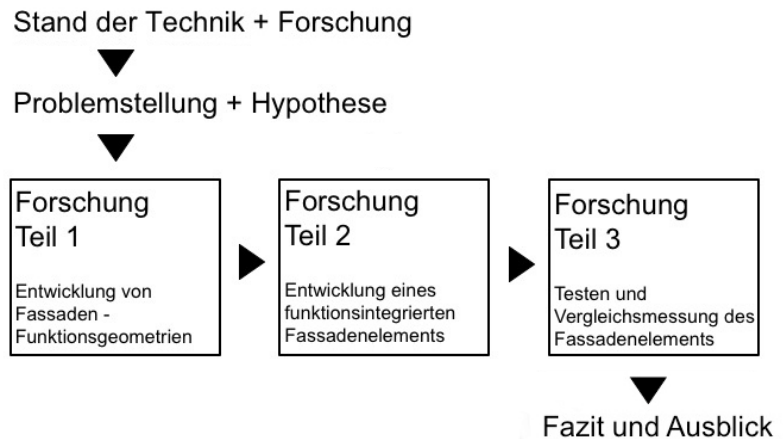 Stand der Technik + Forschung
Problemstellung + Hypothese
Forschung
Teil 1
Entwicklung von
Fassaden -
Funktionsgeometrien
Forschung
Teil 2
Entwicklung eines
funktionsintegrierten
Fassadenelements
Forschung
Teil 3
Testen und
Vergleichsmessung des
Fassadenelements
Fazit und Ausblick